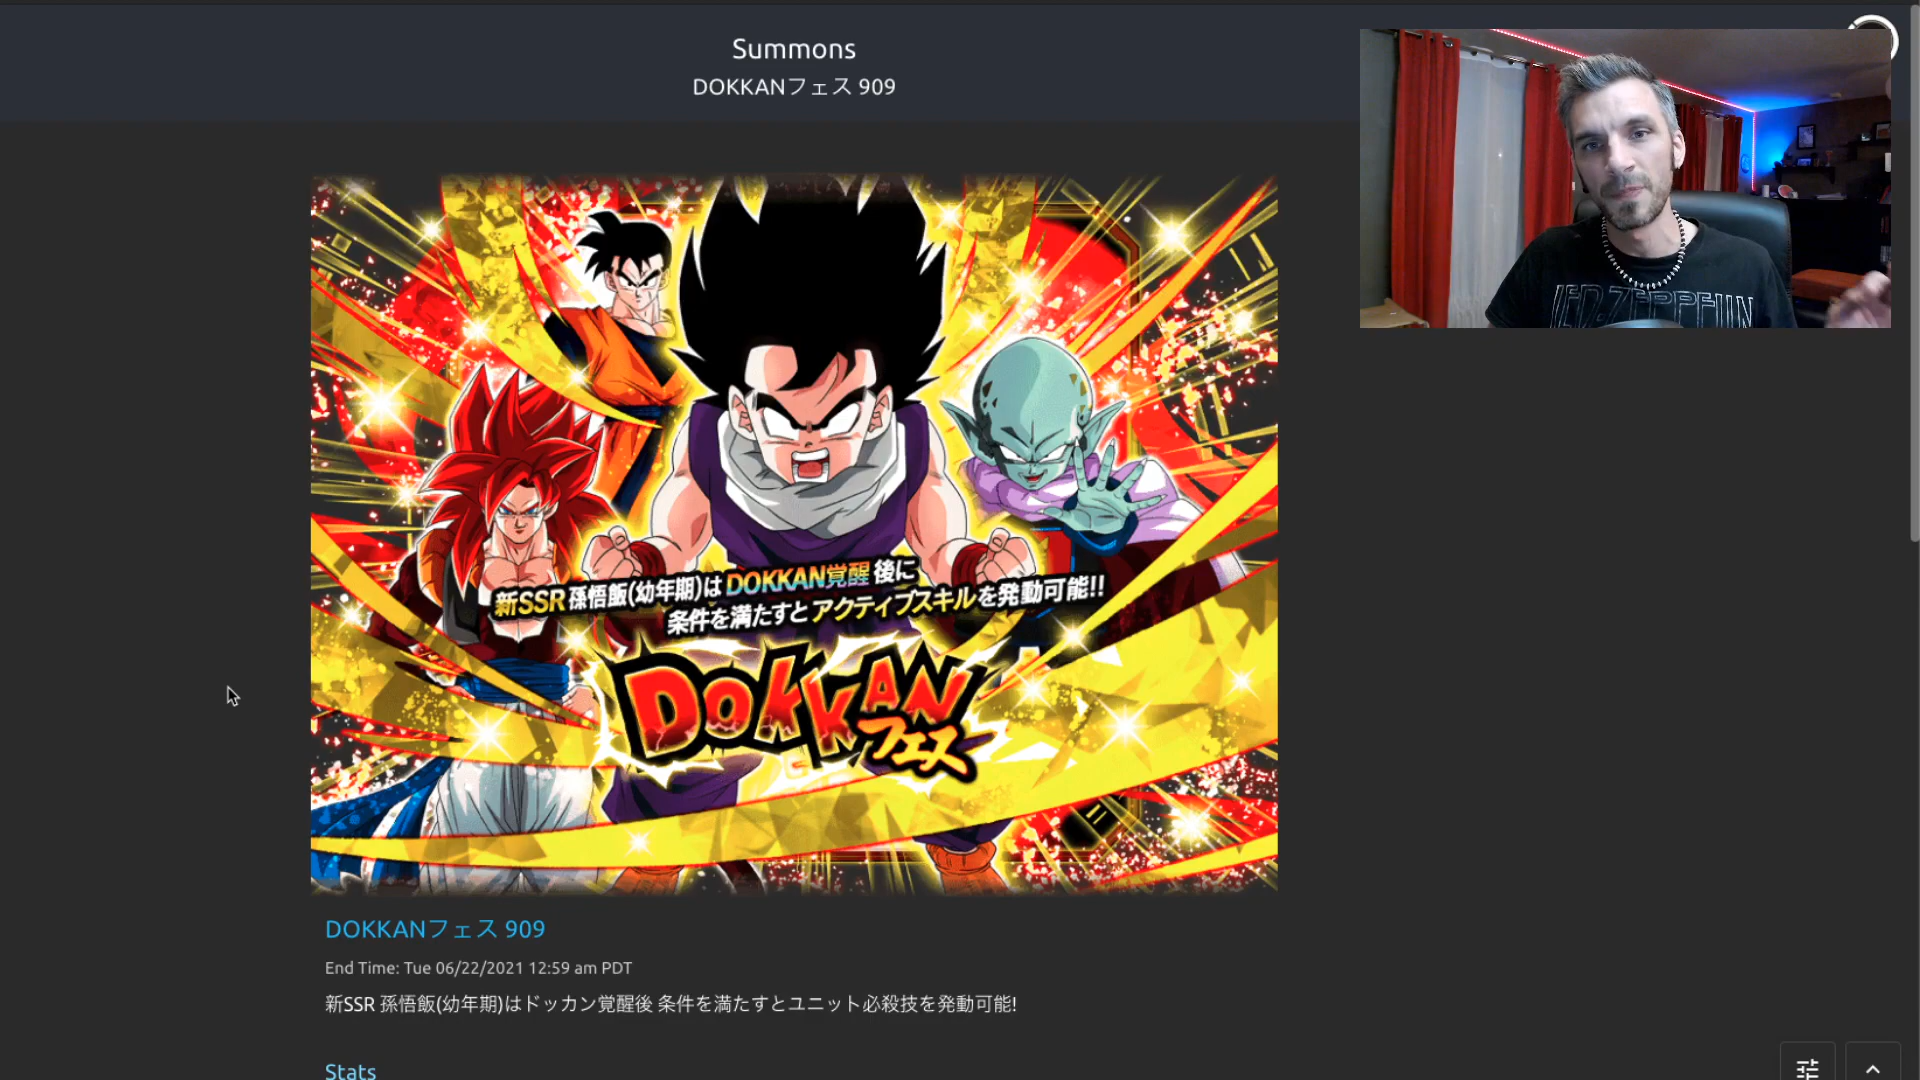 Summons
DOKKANフェス 909
LED ZEPPELIN
新SSR 孫悟飯(幼年期)は DOKKAN覚醒 後に
条件を満たすと アクティブスキルを発動可能!!
DOKKAN
フェス
DOKKANフェス 909
End Time: Tue 06/22/2021 12:59 am PDT
新SSR 孫悟飯(幼年期)はドッカン覚醒後 条件を満たすとユニット必殺技を発動可能!
Stats